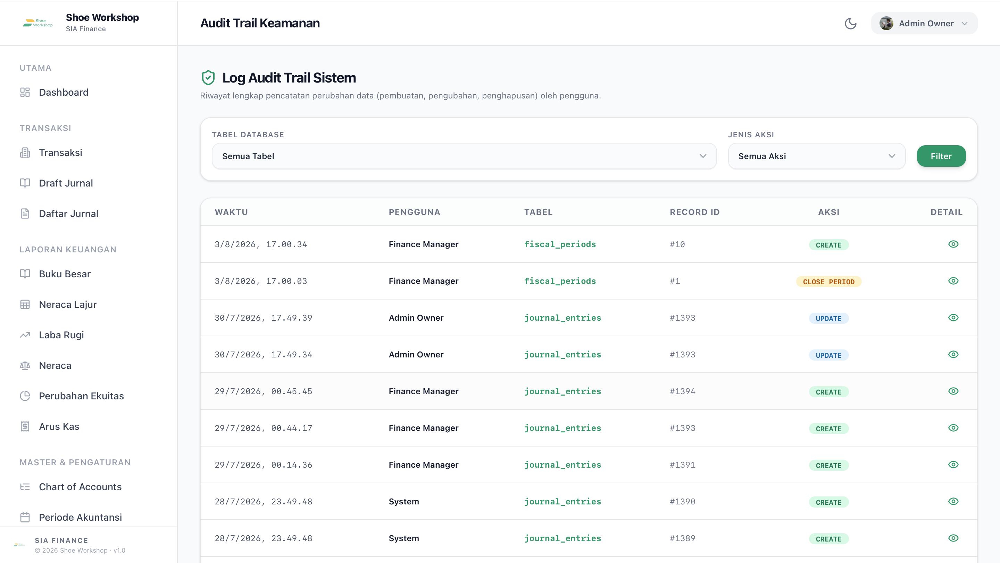 Shoe
Workshop
Shoe Workshop
SIA Finance
Audit Trail Keamanan
Admin Owner
UTAMA
Dashboard
TRANSAKSI
Transaksi
Draft Jurnal
Daftar Jurnal
LAPORAN KEUANGAN
Buku Besar
Neraca Lajur
Laba Rugi
Neraca
Perubahan Ekuitas
Arus Kas
MASTER & PENGATURAN
Chart of Accounts
Periode Akuntansi
SIA FINANCE
© 2026 Shoe Workshop · v1.0
Log Audit Trail Sistem
Riwayat lengkap pencatatan perubahan data (pembuatan, pengubahan, penghapusan) oleh pengguna.
TABEL DATABASE JENIS AKSI
Semua Tabel Semua Aksi Filter
WAKTU PENGGUNA TABEL RECORD ID AKSI DETAIL
3/8/2026, 17.00.34 Finance Manager fiscal_periods #10 CREATE
3/8/2026, 17.00.03 Finance Manager fiscal_periods #1 CLOSE PERIOD
30/7/2026, 17.49.39 Admin Owner journal_entries #1393 UPDATE
30/7/2026, 17.49.34 Admin Owner journal_entries #1393 UPDATE
29/7/2026, 00.45.45 Finance Manager journal_entries #1394 CREATE
29/7/2026, 00.44.17 Finance Manager journal_entries #1393 CREATE
29/7/2026, 00.14.36 Finance Manager journal_entries #1391 CREATE
28/7/2026, 23.49.48 System journal_entries #1390 CREATE
28/7/2026, 23.49.48 System journal_entries #1389 CREATE